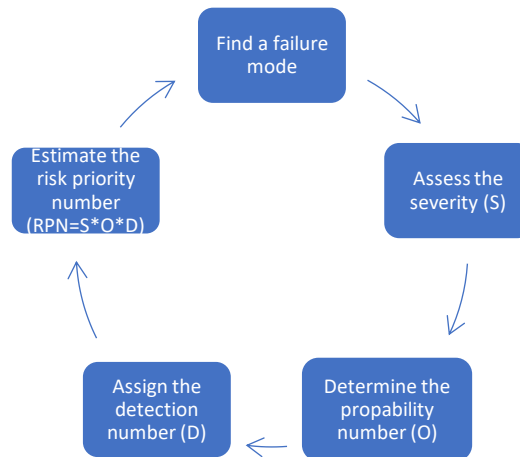 Find a failure
mode
Assess the
severity (S)
Determine the
propability
number (O)
Assign the
detection
number (D)
Estimate the
risk priority
number
(RPN=S*O*D)